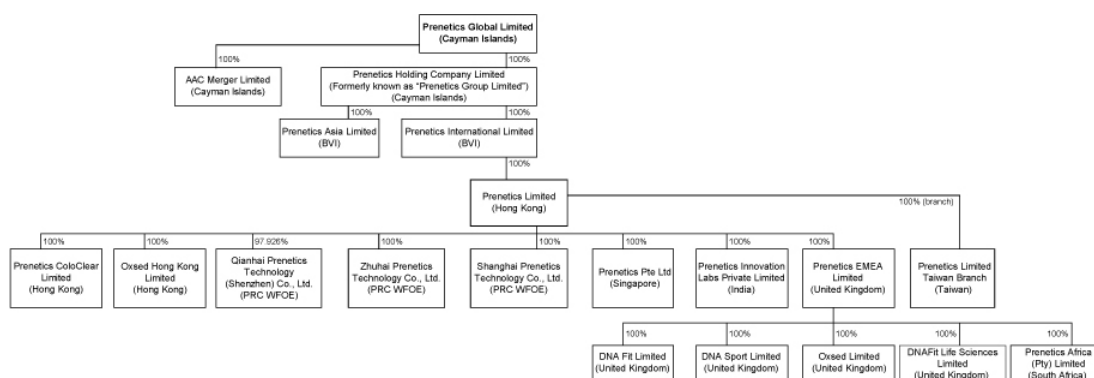 Prenetics Global Limited
(Cayman Islands)
100%
100%
AAC Merger Limited
(Cayman Islands)
Prenetics Holding Company Limited
(Formerly known as "Prenetics Group Limited")
(Cayman Islands)
100%
100%
Prenetics Asia Limited
(BVI)
Prenetics International Limited
(BVI)
100%
Prenetics Limited
(Hong Kong)
100% (branch)
100%
100%
97.926%
100%
100%
100%
100%
100%
Prenetics ColoClear
Limited
(Hong Kong)
Oxsed Hong Kong
Limited
(Hong Kong)
Qianhai Prenetics
Technology
(Shenzhen) Co., Ltd.
(PRC WFOE)
Zhuhai Prenetics
Technology Co., Ltd.
(PRC WFOE)
Shanghai Prenetics
Technology Co., Ltd.
(PRC WFOE)
Prenetics Pte Ltd
(Singapore)
Prenetics Innovation
Labs Private Limited
(India)
Prenetics EMEA
Limited
(United Kingdom)
Prenetics Limited
Taiwan Branch
(Taiwan)
100%
100%
100%
100%
100%
DNA Fit Limited
(United Kingdom)
DNA Sport Limited
(United Kingdom)
Oxsed Limited
(United Kingdom)
DNAFit Life Sciences
Limited
(United Kingdom)
Prenetics Africa
(Pty) Limited
(South Africa)